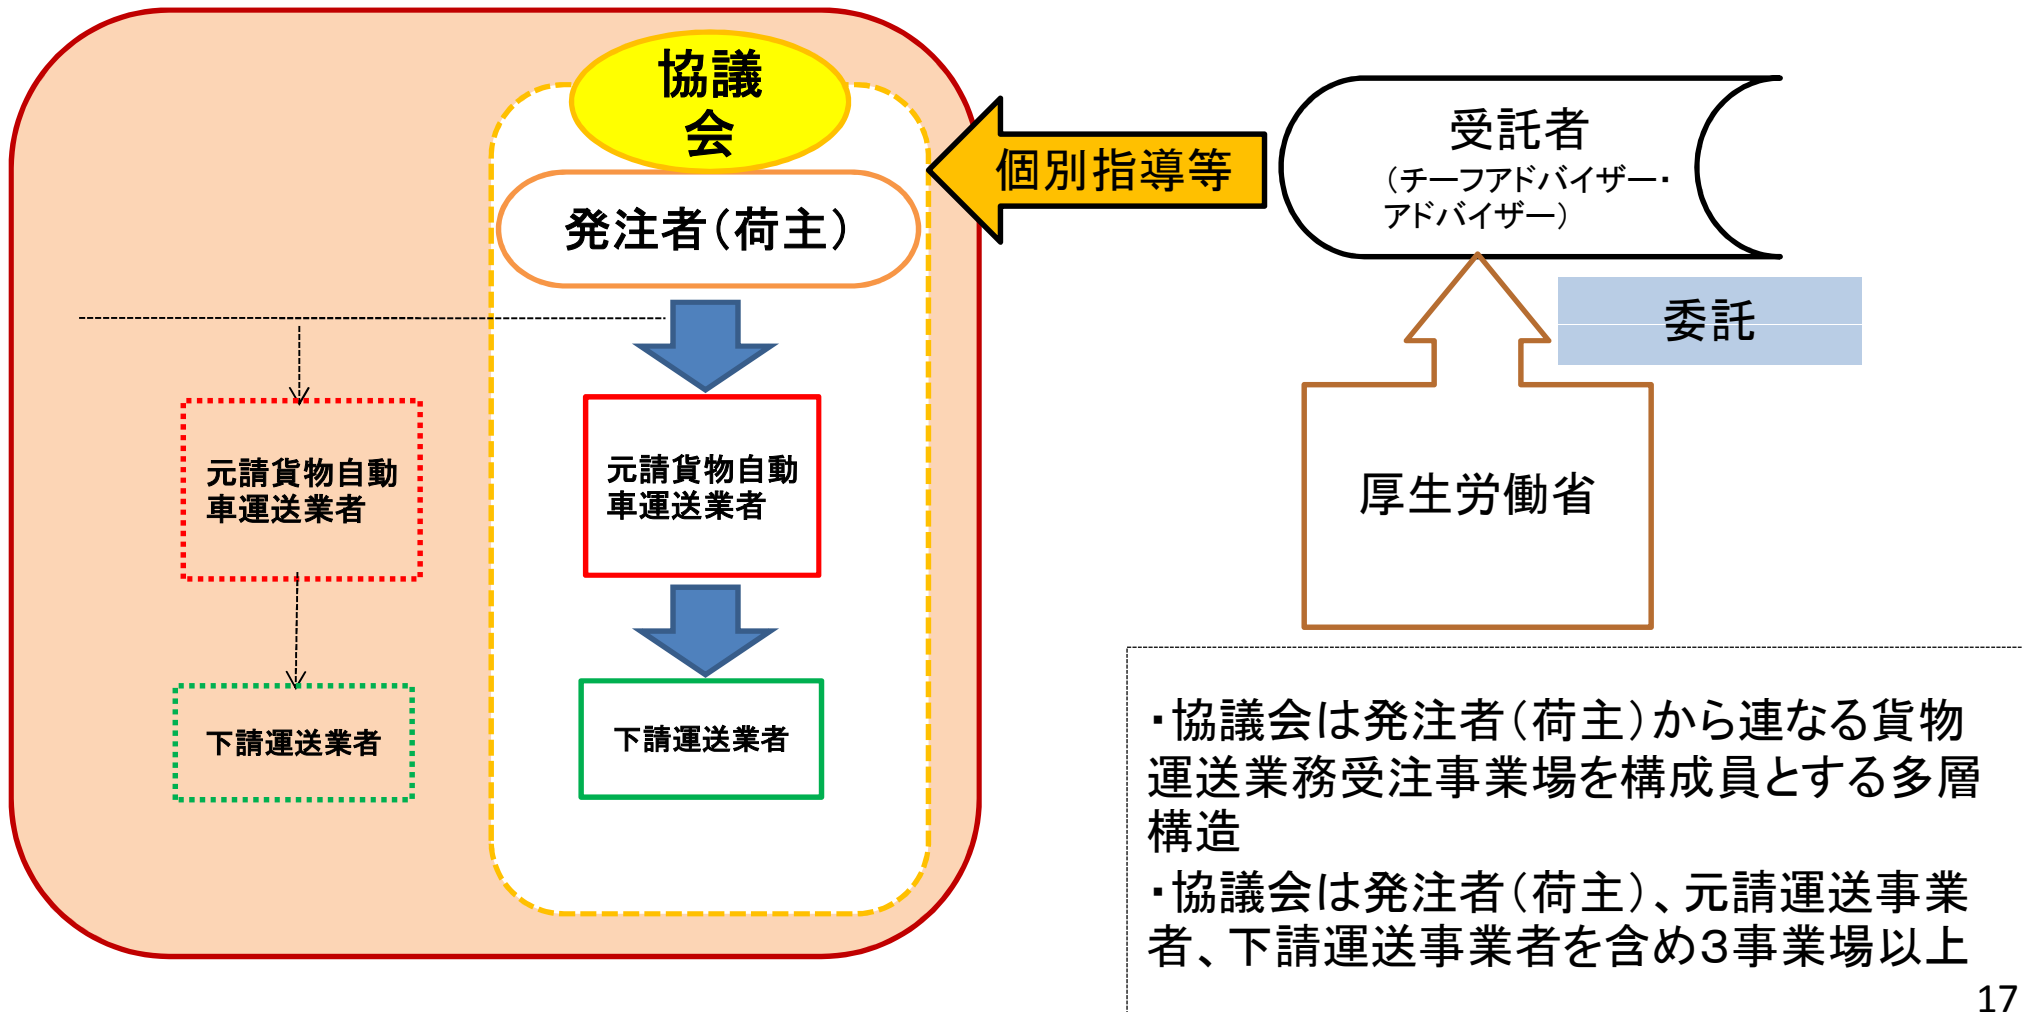 協議
会
発注者（荷主）
個別指導等
受託者
（チーフアドバイザー・
アドバイザー）
委託
厚生労働省
元請貨物自動
車運送業者
元請貨物自動
車運送業者
下請運送業者
下請運送業者
・協議会は発注者（荷主）から連なる貨物
運送業務受注事業場を構成員とする多層
構造
・協議会は発注者（荷主）、元請運送事業
者、下請運送事業者を含め３事業場以上
17